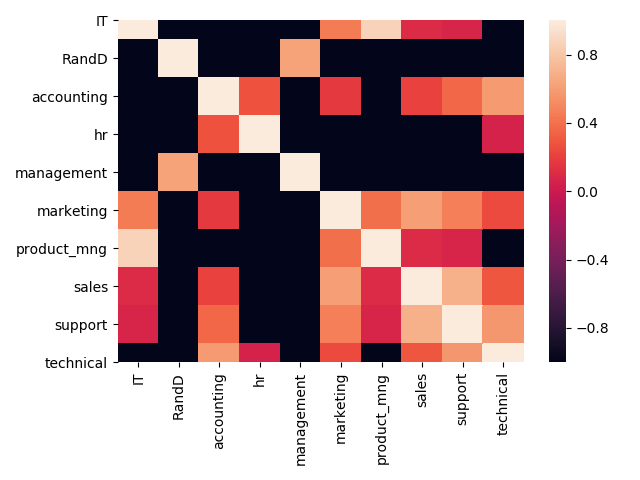 IT
RandD
accounting
hr
management
marketing
product_mng
sales
support
technical
IT
RandD
accounting
hr
management
marketing
product_mng
sales
support
technical
0.8
0.4
0.0
−0.4
−0.8